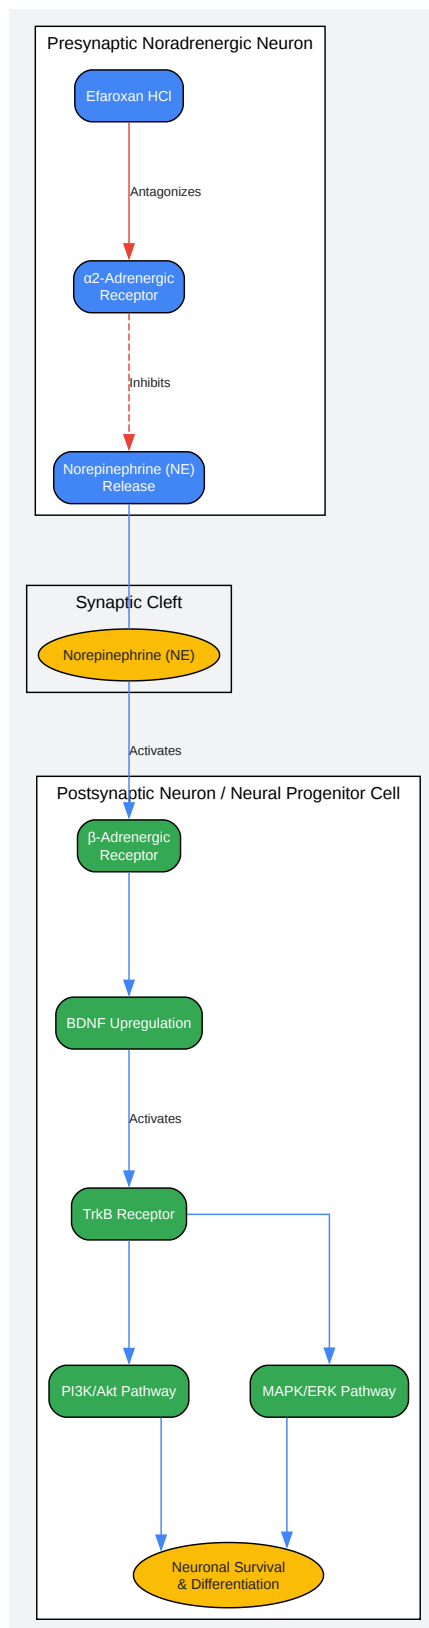 Presynaptic Noradrenergic Neuron
Efaroxan HCl
Antagonizes
α2-Adrenergic
Receptor
Inhibits
Norepinephrine (NE)
Release
Synaptic Cleft
Norepinephrine (NE)
Activates
Postsynaptic Neuron / Neural Progenitor Cell
β-Adrenergic
Receptor
BDNF Upregulation
Activates
TrkB Receptor
PI3K/Akt Pathway
MAPK/ERK Pathway
Neuronal Survival
& Differentiation